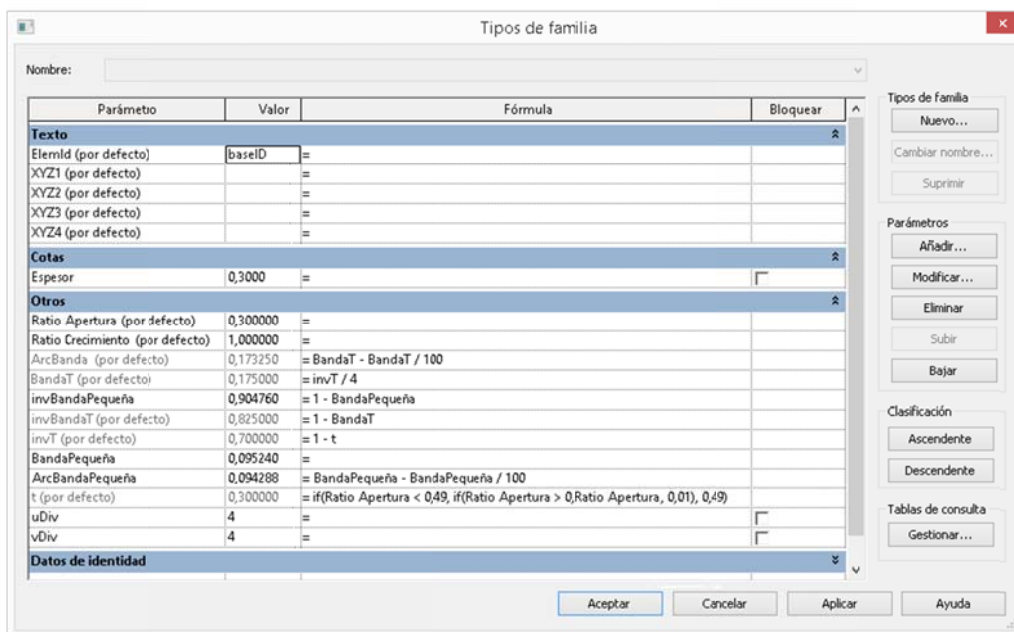 Tipos de familia
Nombre:
Parámetro Valor Fórmula Bloquear
Texto
ElemId (por defecto) baseID =
XYZ1 (por defecto) =
XYZ2 (por defecto) =
XYZ3 (por defecto) =
XYZ4 (por defecto) =
Cotas
Espesor 0,3000 =
Otros
Ratio Apertura (por defecto) 0,300000 =
Ratio Crecimiento (por defecto) 1,000000 =
ArcBanda (por defecto) 0,173250 = BandaT - BandaT / 100
BandaT (por defecto) 0,175000 = invT / 4
invBandaPequeña 0,904760 = 1 - BandaPequeña
invBandaT (por defecto) 0,825000 = 1 - BandaT
invT (por defecto) 0,700000 = 1 - t
BandaPequeña 0,095240 =
ArcBandaPequeña 0,094288 = BandaPequeña - BandaPequeña / 100
t (por defecto) 0,300000 = if(Ratio Apertura < 0,49, if(Ratio Apertura > 0,Ratio Apertura, 0,01), 0,49)
uDiv 4 =
vDiv 4 =
Datos de identidad
Tipos de familia
Nuevo...
Cambiar nombre...
Suprimir
Parámetros
Añadir...
Modificar...
Eliminar
Subir
Bajar
Clasificación
Ascendente
Descendente
Tablas de consulta
Gestionar...
Aceptar Cancelar Aplicar Ayuda